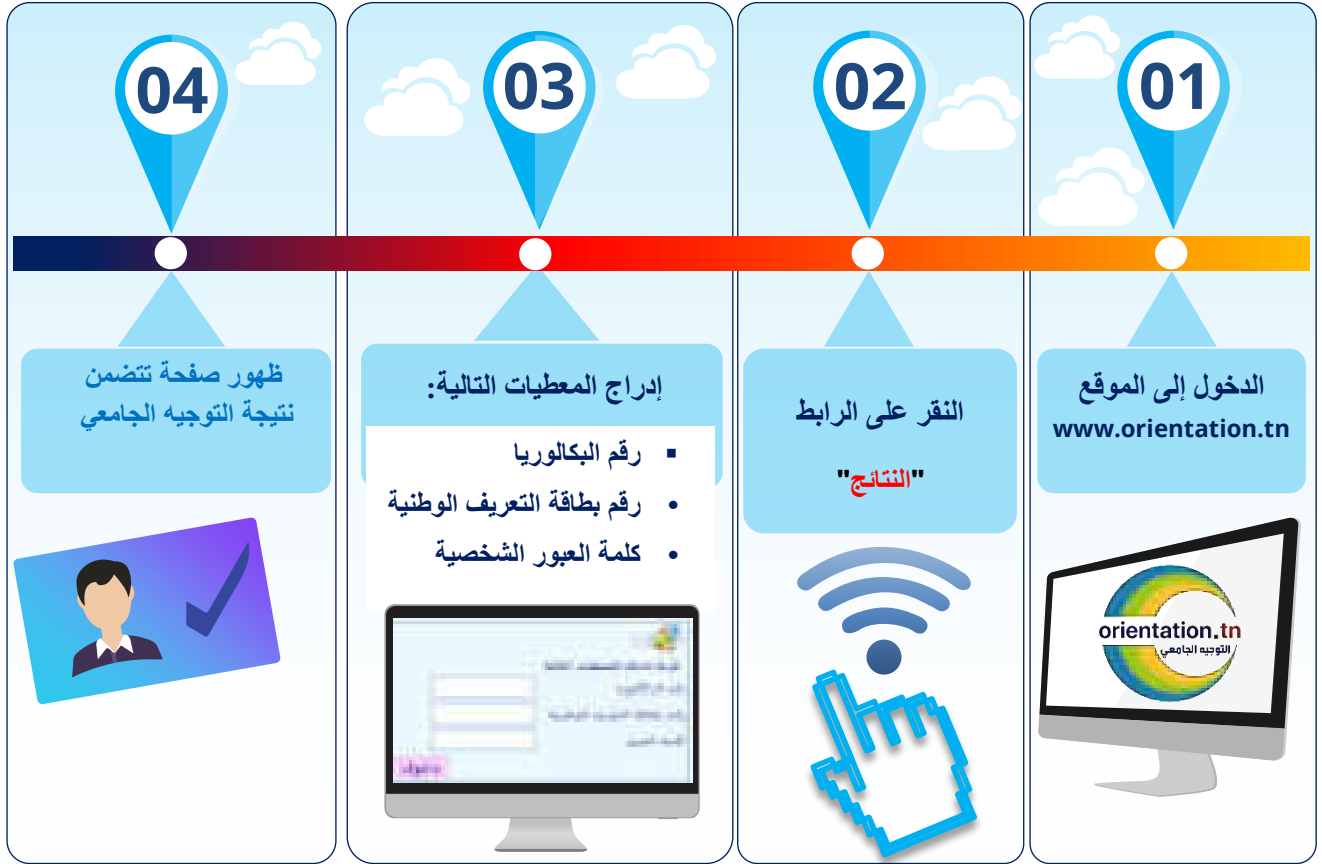 01
الدخول إلى الموقع
www.orientation.tn
orientation.tn
التوجيه الجامعي
02
النقر على الرابط
"النتائج"
03
إدراج المعطيات التالية:
▪ رقم البكالوريا
• رقم بطاقة التعريف الوطنية
• كلمة العبور الشخصية
04
ظهور صفحة تتضمن
نتيجة التوجيه الجامعي